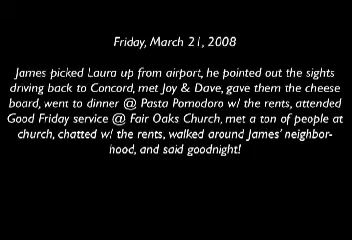 Friday, March 21, 2008
James picked Laura up from airport, he pointed out the sights
driving back to Concord, met Joy & Dave, gave them the cheese
board, went to dinner @ Pasta Pomodoro w/ the rents, attended
Good Friday service @ Fair Oaks Church, met a ton of people at
church, chatted w/ the rents, walked around James' neighbor-
hood, and said goodnight!